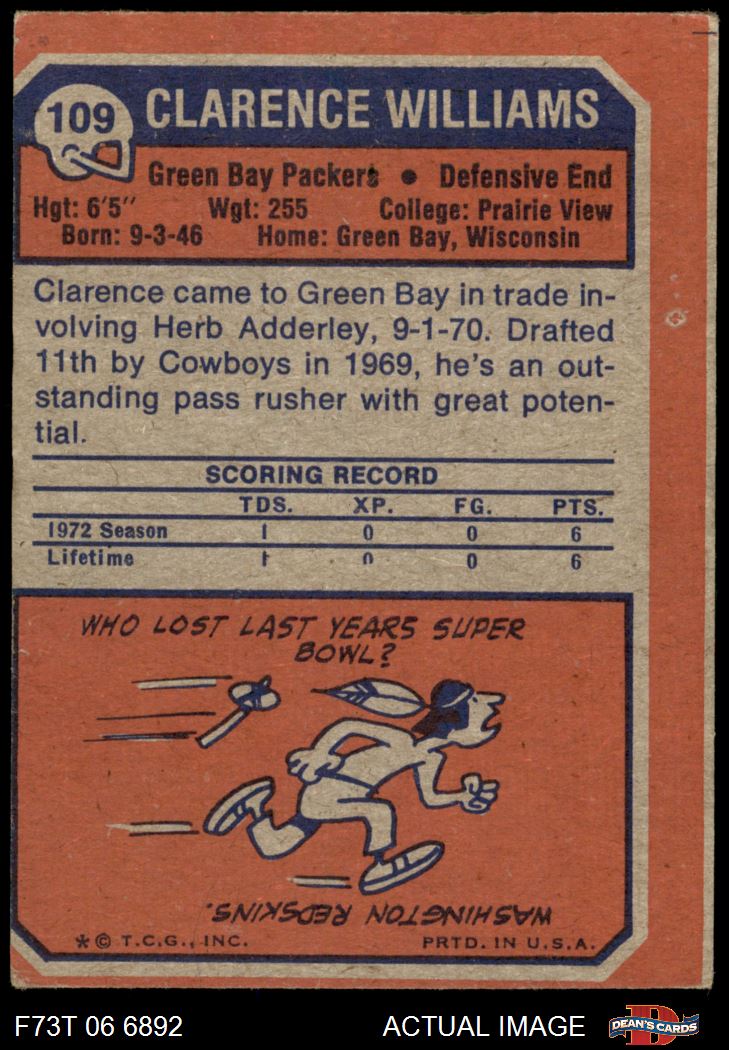 109
CLARENCE WILLIAMS
Green Bay Packers • Defensive End
Hgt: 6'5" Wgt: 255 College: Prairie View
Born: 9-3-46 Home: Green Bay, Wisconsin
Clarence came to Green Bay in trade in-
volving Herb Adderley, 9-1-70. Drafted
11th by Cowboys in 1969, he's an out-
standing pass rusher with great poten-
tial.
SCORING RECORD
TDS. XP. FG. PTS.
1972 Season 1 0 0 6
Lifetime 1 0 0 6
WHO LOST LAST YEARS SUPER
BOWL?
WASHINGTON REDSKINS.
* © T.C.G., INC. PRTD. IN U.S.A.
F73T 06 6892 ACTUAL IMAGE
D
DEAN'S CARDS